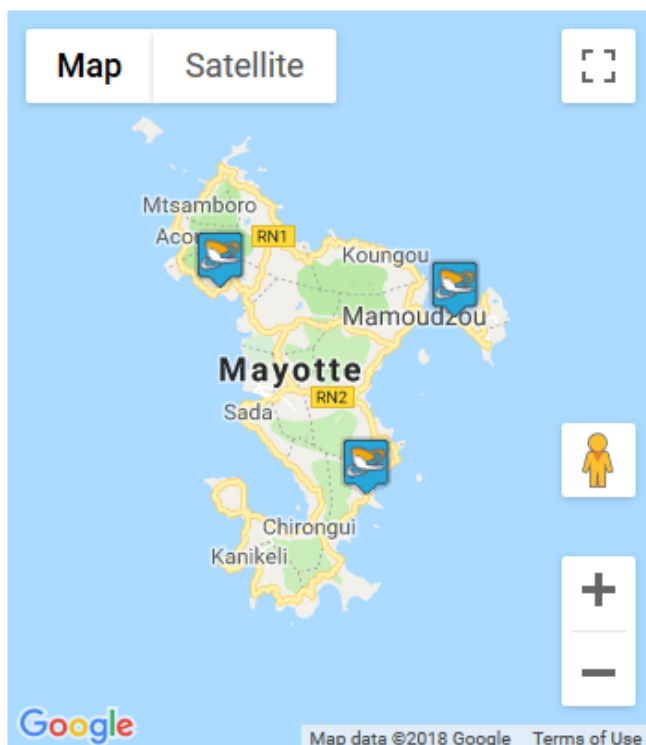 Map Satellite
Mtsamboro
RN1
Koungou
Mamoudzou
Mayotte
RN2
Sada
Chirongui
Kanikeli
Google
Map data ©2018 Google Terms of Use